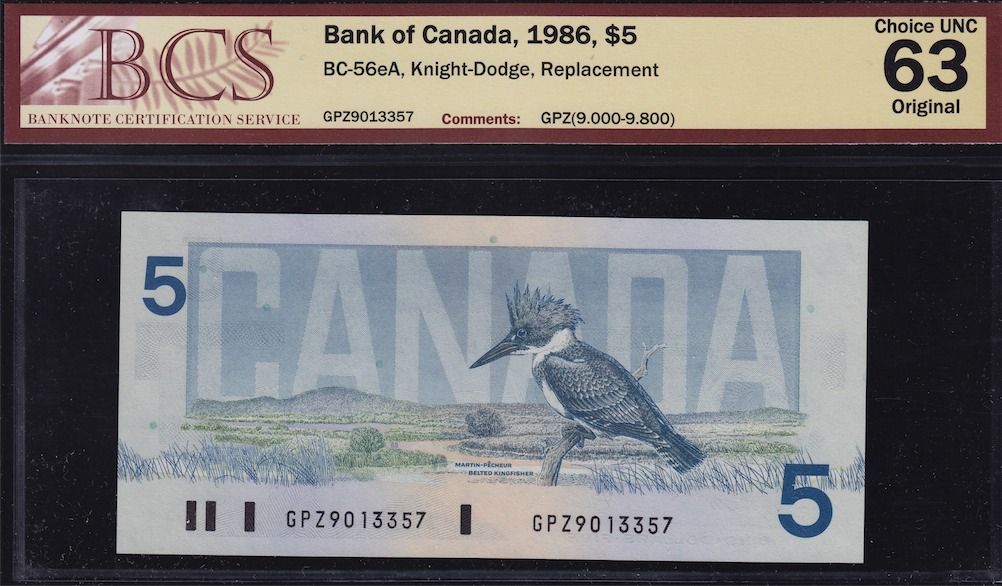 BCS
BANKNOTE CERTIFICATION SERVICE
Bank of Canada, 1986, $5
BC-56eA, Knight-Dodge, Replacement
GPZ9013357 Comments: GPZ(9.000-9.800)
Choice UNC
63
Original
5
CANADA
MARTIN-PÊCHEUR
BELTED KINGFISHER
5
GPZ9013357 GPZ9013357